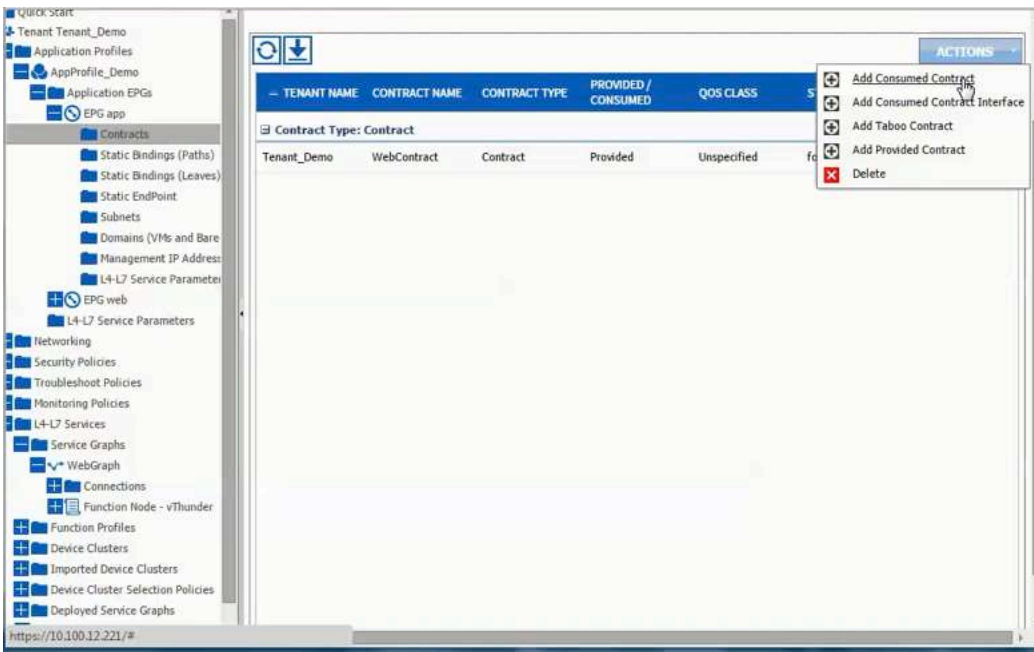 Quick Start
Tenant Tenant_Demo
Application Profiles
AppProfile_Demo
Application EPGs
EPG app
Contracts
Static Bindings (Paths)
Static Bindings (Leaves)
Static EndPoint
Subnets
Domains (VMs and Bare
Management IP Address
L4-L7 Service Parameter
EPG web
L4-L7 Service Parameters
Networking
Security Policies
Troubleshoot Policies
Monitoring Policies
L4-L7 Services
Service Graphs
WebGraph
Connections
Function Node - vThunder
Function Profiles
Device Clusters
Imported Device Clusters
Device Cluster Selection Policies
Deployed Service Graphs
https://10.100.12.221/#
ACTIONS
TENANT NAME CONTRACT NAME CONTRACT TYPE PROVIDED / CONSUMED QOS CLASS
Contract Type: Contract
Tenant_Demo WebContract Contract Provided Unspecified
Add Consumed Contract
Add Consumed Contract Interface
Add Taboo Contract
Add Provided Contract
Delete